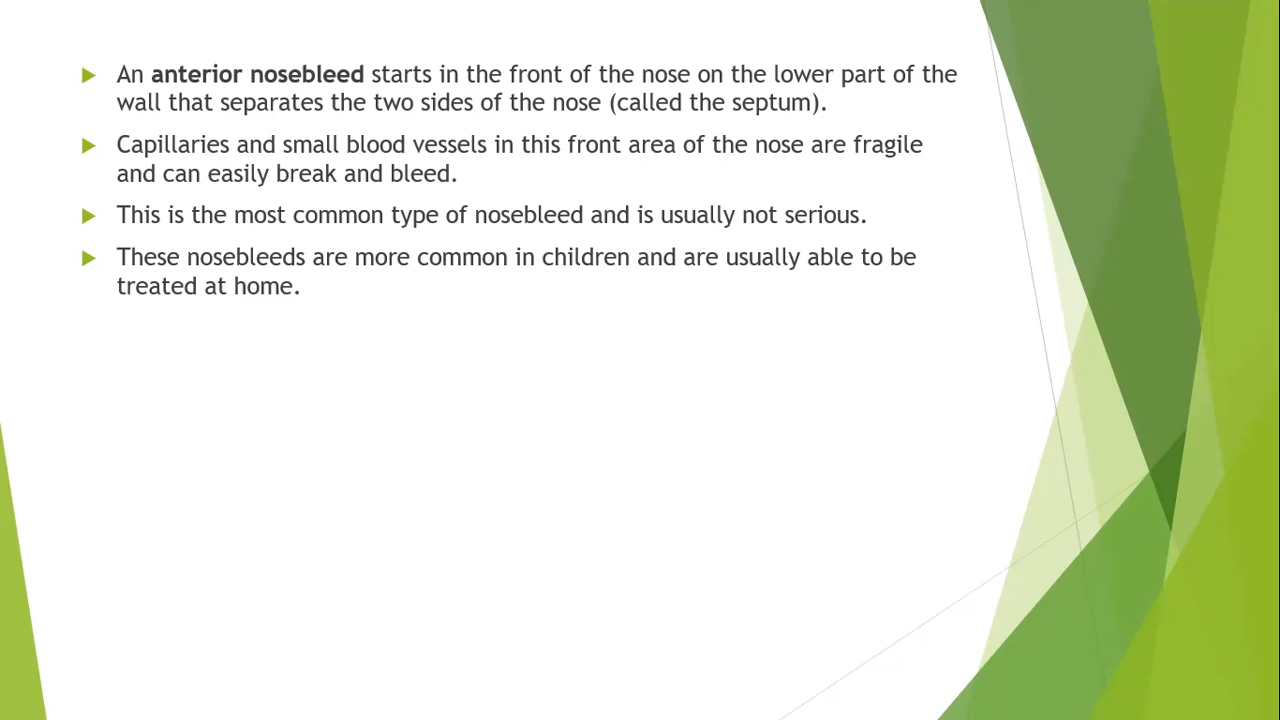 An anterior nosebleed starts in the front of the nose on the lower part of the
wall that separates the two sides of the nose (called the septum).
Capillaries and small blood vessels in this front area of the nose are fragile
and can easily break and bleed.
This is the most common type of nosebleed and is usually not serious.
These nosebleeds are more common in children and are usually able to be
treated at home.